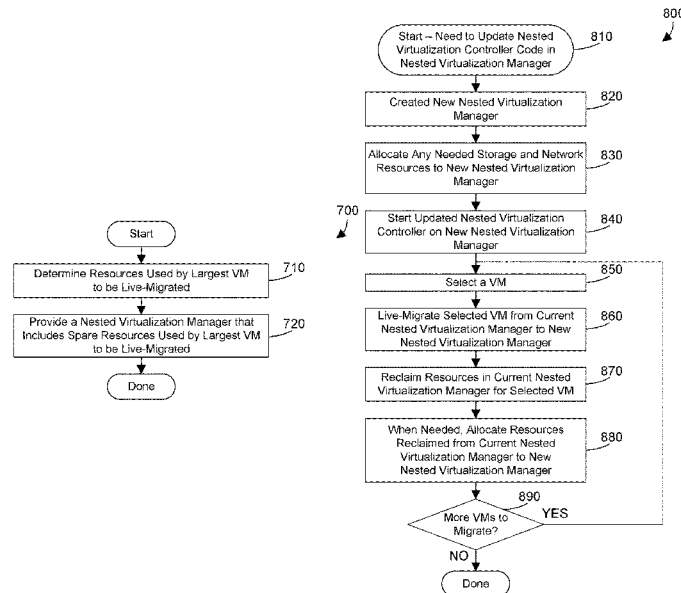 700
Start
Determine Resources Used by Largest VM
to be Live-Migrated
710
Provide a Nested Virtualization Manager that
Includes Spare Resources Used by Largest VM
to be Live-Migrated
720
Done
800
Start – Need to Update Nested
Virtualization Controller Code in
Nested Virtualization Manager
810
Created New Nested Virtualization
Manager
820
Allocate Any Needed Storage and Network
Resources to New Nested Virtualization
Manager
830
Start Updated Nested Virtualization
Controller on New Nested Virtualization
Manager
840
Select a VM
850
Live-Migrate Selected VM from Current
Nested Virtualization Manager to New
Nested Virtualization Manager
860
Reclaim Resources in Current Nested
Virtualization Manager for Selected VM
870
When Needed, Allocate Resources
Reclaimed from Current Nested
Virtualization Manager to New
Nested Virtualization Manager
880
890
More VMs to
Migrate?
YES
NO
Done